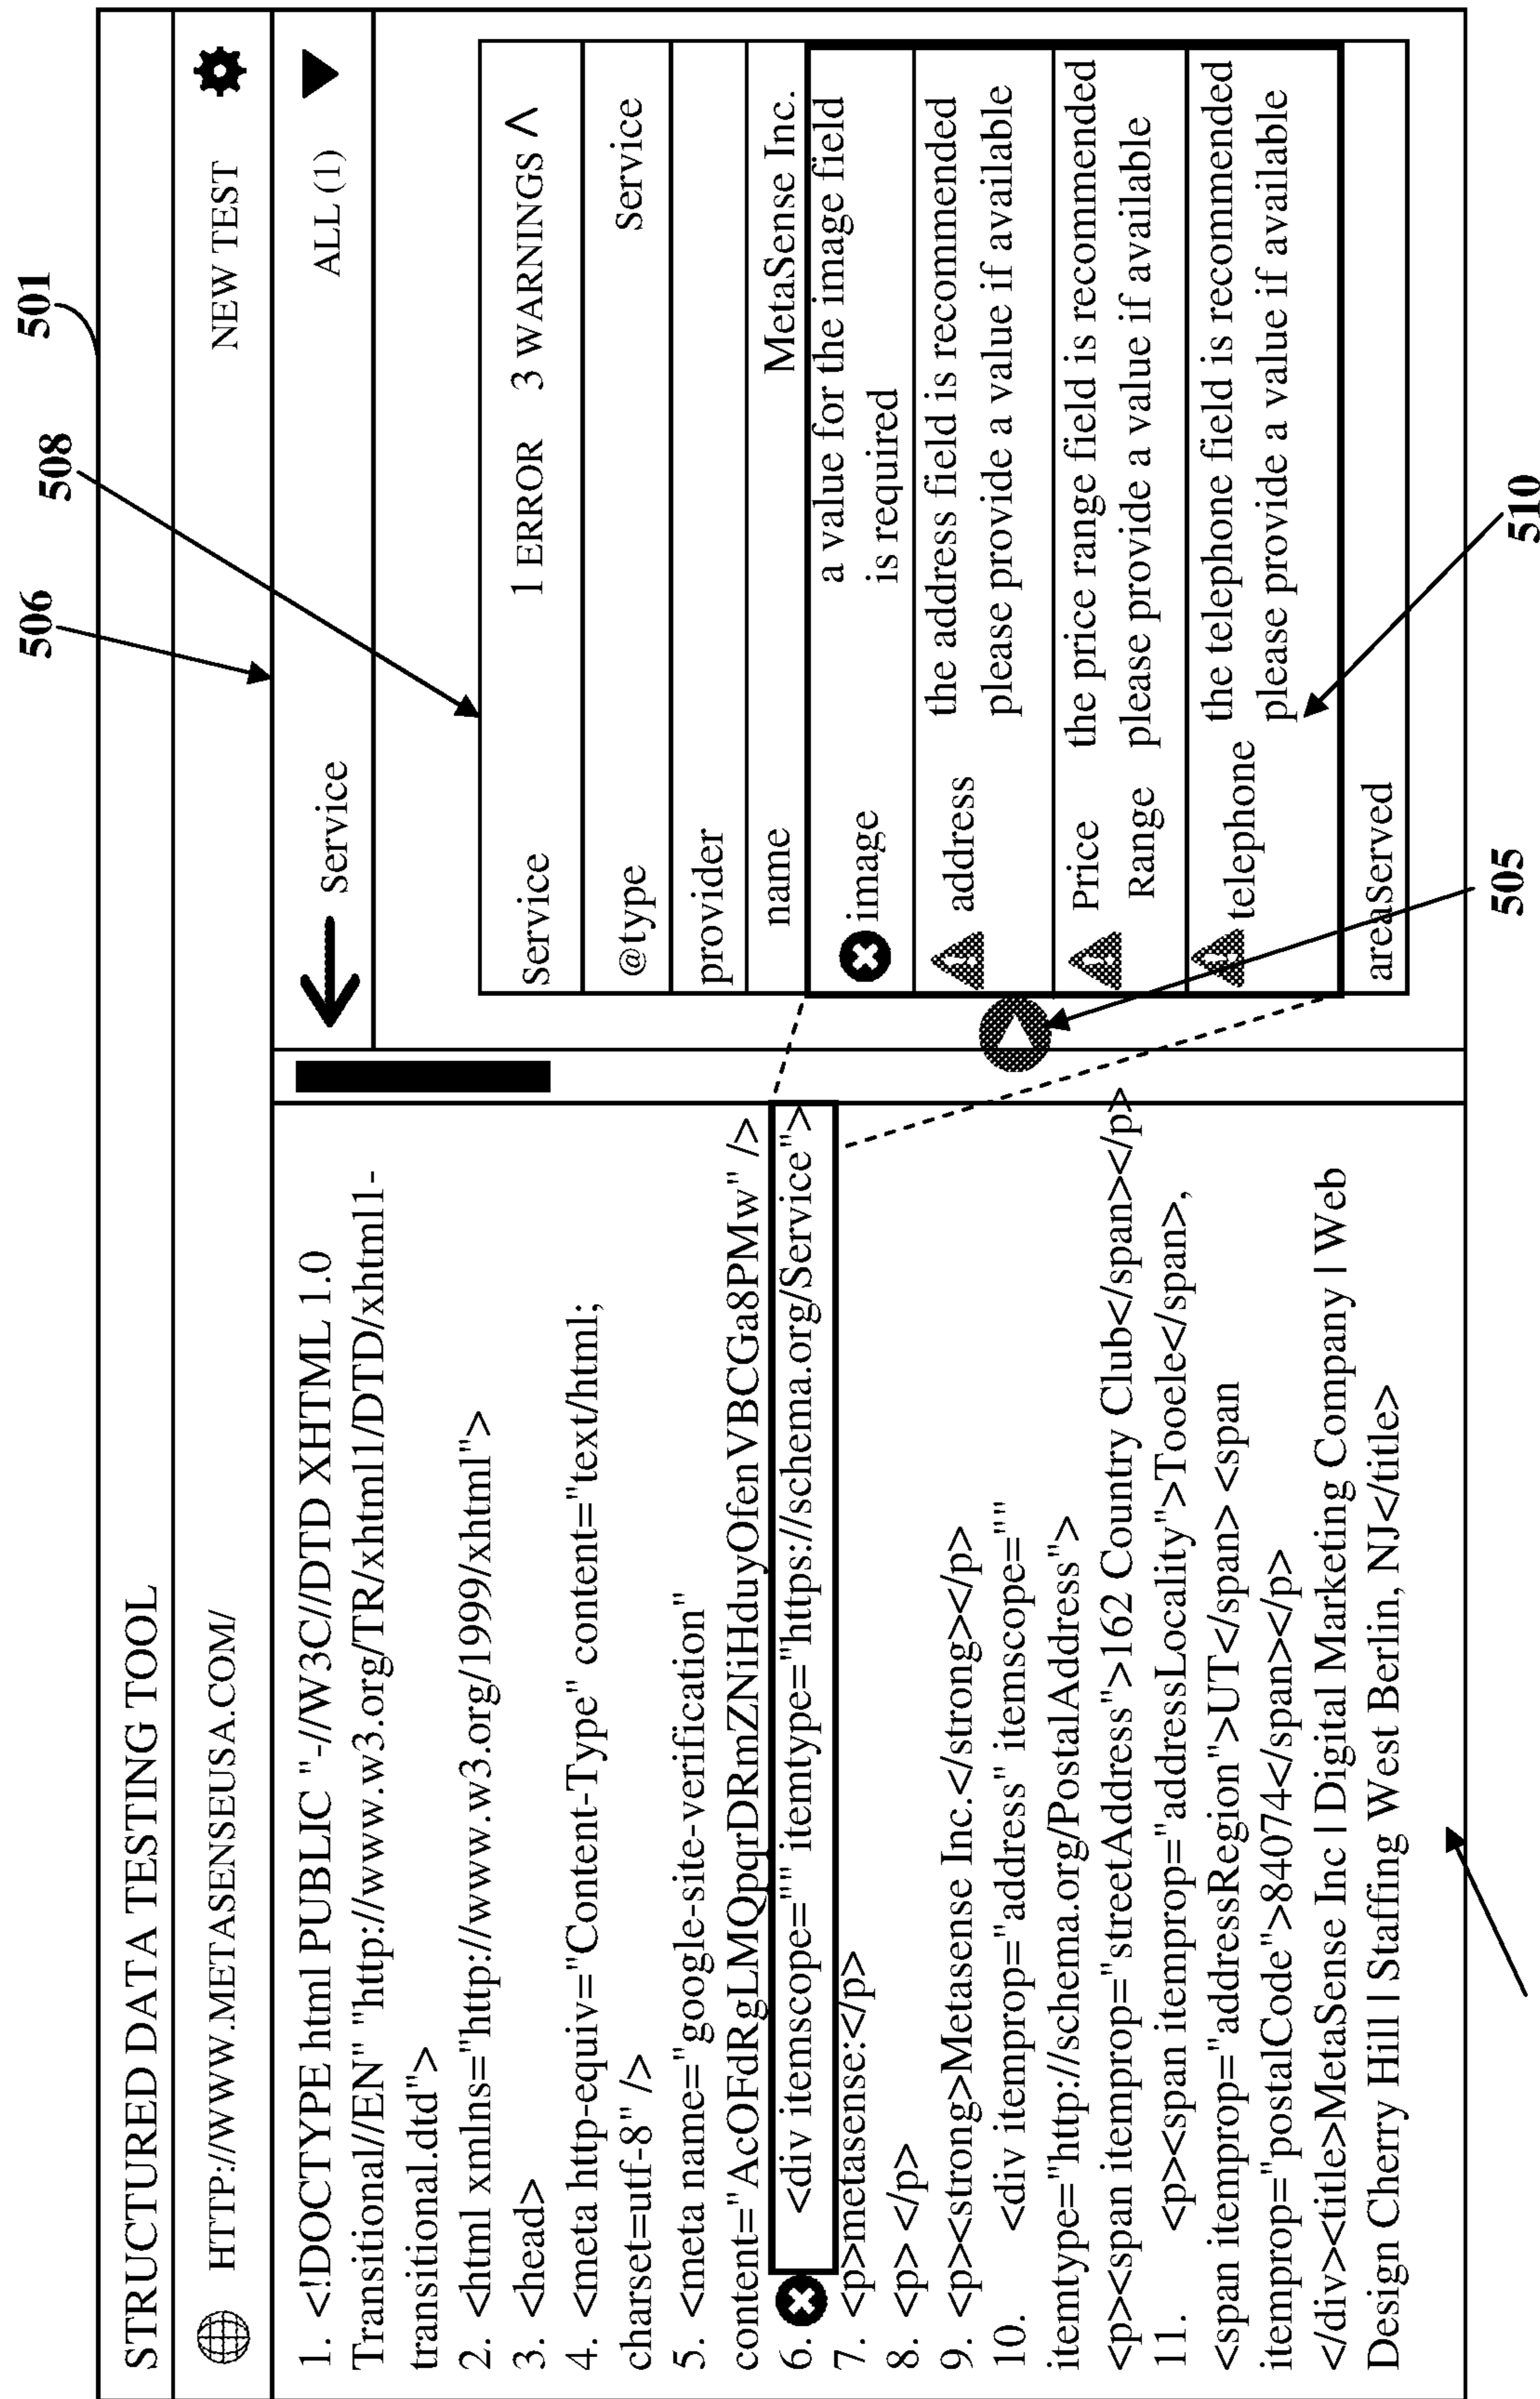 501
508
506
STRUCTURED DATA TESTING TOOL
HTTP://WWW.METASENSEUSA.COM/
NEW TEST
1. <!DOCTYPE html PUBLIC "-//W3C//DTD XHTML 1.0
Transitional//EN" "http://www.w3.org/TR/xhtml1/DTD/xhtml1-
transitional.dtd">
2. <html xmlns="http://www.w3.org/1999/xhtml">
3. <head>
4. <meta http-equiv="Content-Type" content="text/html;
charset=utf-8" />
5. <meta name="google-site-verification"
content="AcOFdRgLMQpqrDRmZNiHduyOfenVBCGa8PMw" />
6. <div itemscope="" itemtype="https://schema.org/Service">
7. <p>metasense:</p>
8. <p> </p>
9. <p><strong>Metasense Inc.</strong></p>
10. <div itemprop="address" itemscope=""
itemtype="http://schema.org/PostalAddress">
<p><span itemprop="streetAddress">162 Country Club</span></p>
11. <p><span itemprop="addressLocality">Tooele</span>,
<span itemprop="addressRegion">UT</span> <span
itemprop="postalCode">84074</span></p>
</div><title>MetaSense Inc | Digital Marketing Company | Web
Design Cherry Hill | Staffing West Berlin, NJ</title>
Service
ALL (1)
Service 1 ERROR 3 WARNINGS
@type Service
provider
name MetaSense Inc.
image a value for the image field
is required
address the address field is recommended
please provide a value if available
Price the price range field is recommended
Range please provide a value if available
telephone the telephone field is recommended
please provide a value if available
areaServed
505
510